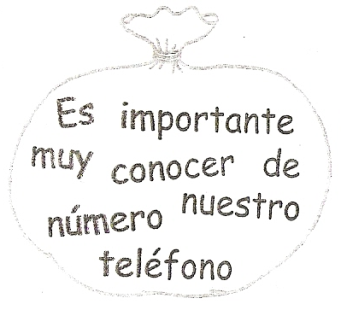 Es importante
muy conocer de
número nuestro
teléfono